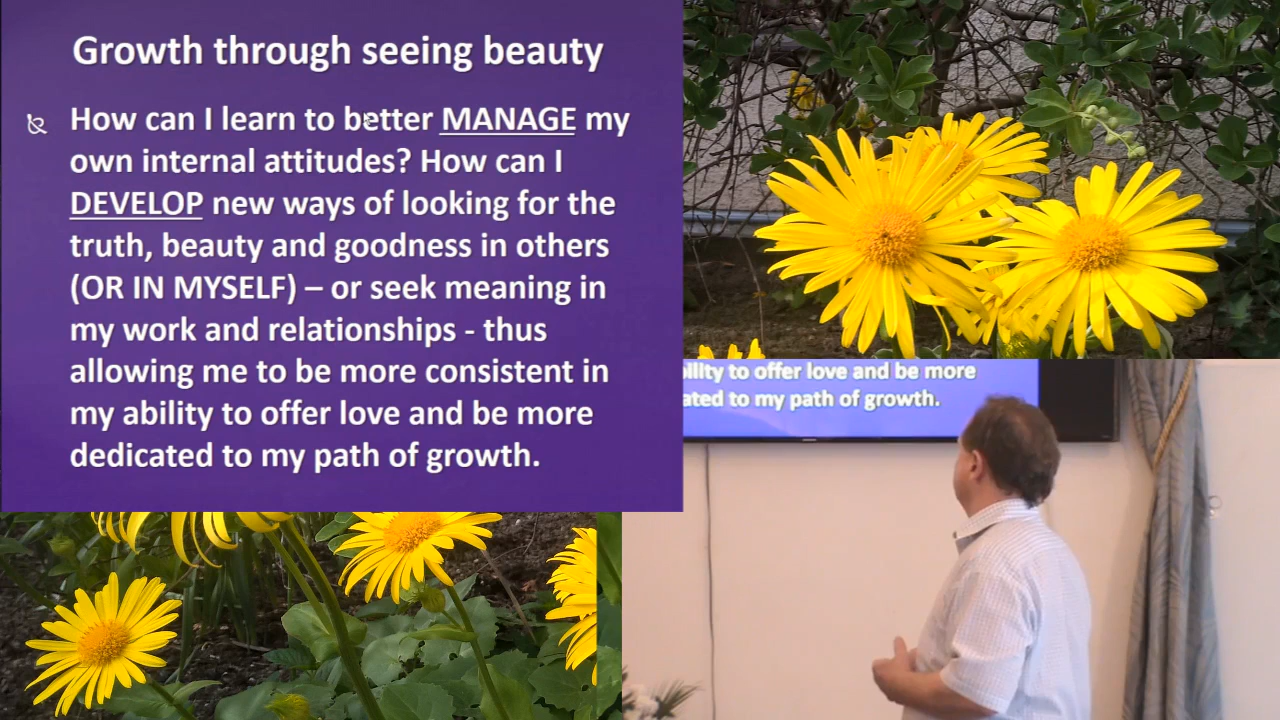 Growth through seeing beauty
How can I learn to better MANAGE my
own internal attitudes? How can I
DEVELOP new ways of looking for the
truth, beauty and goodness in others
(OR IN MYSELF) – or seek meaning in
my work and relationships - thus
allowing me to be more consistent in
my ability to offer love and be more
dedicated to my path of growth.
to offer love and be more
to my path of growth.